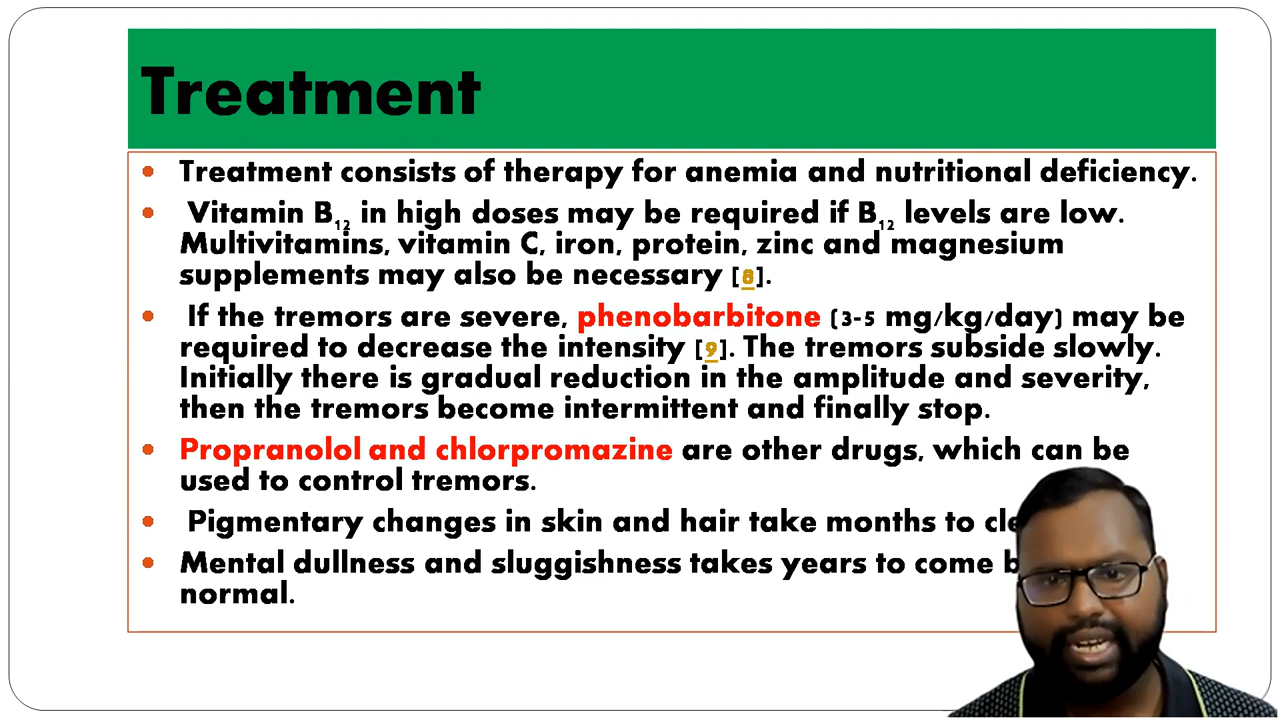 Treatment
• Treatment consists of therapy for anemia and nutritional deficiency.
• Vitamin B12 in high doses may be required if B12 levels are low.
Multivitamins, vitamin C, iron, protein, zinc and magnesium
supplements may also be necessary [8].
• If the tremors are severe, phenobarbitone (3-5 mg/kg/day) may be
required to decrease the intensity [9]. The tremors subside slowly.
Initially there is gradual reduction in the amplitude and severity,
then the tremors become intermittent and finally stop.
• Propranolol and chlorpromazine are other drugs, which can be
used to control tremors.
• Pigmentary changes in skin and hair take months to
• Mental dullness and sluggishness takes years to come
normal.